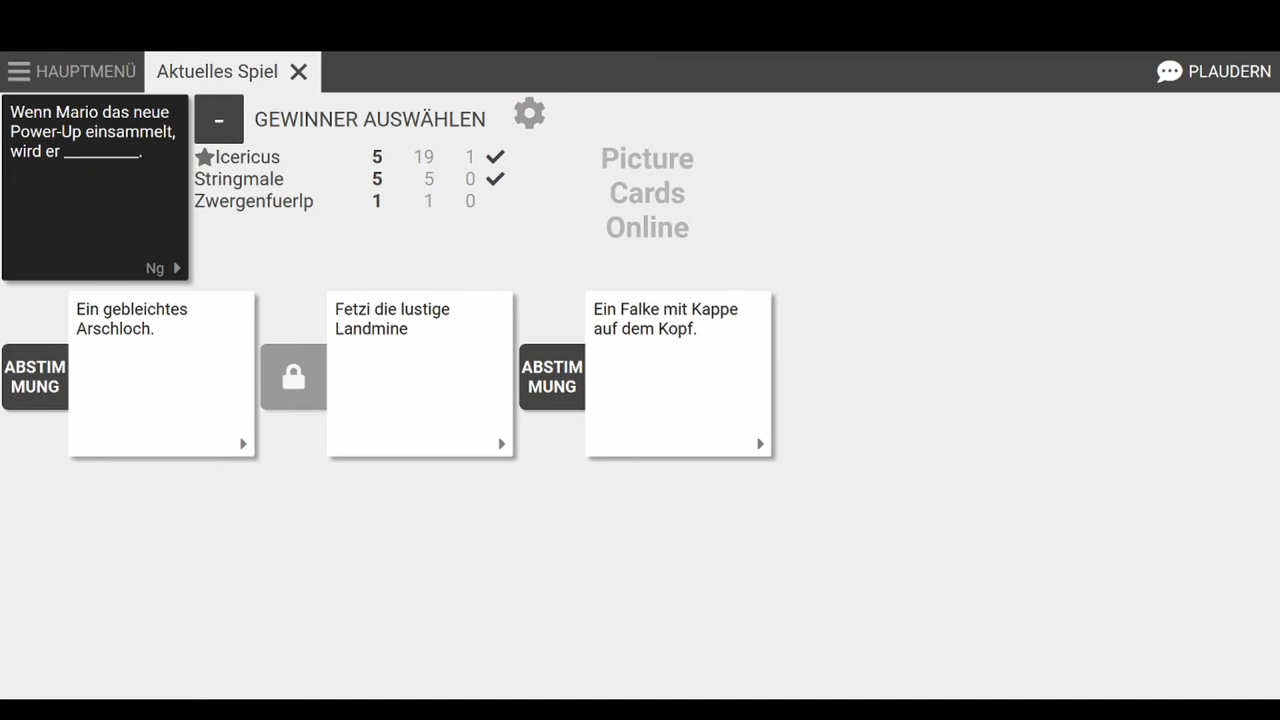 HAUPTMENÜ
Aktuelles Spiel
PLAUDERN
Wenn Mario das neue
Power-Up einsammelt,
wird er ________.
Ng
-
GEWINNER AUSWÄHLEN
Icericus 5 19 1
Stringmale 5 5 0
Zwergenfuerlp 1 1 0
Picture
Cards
Online
ABSTIM
MUNG
Ein gebleichtes
Arschloch.
Fetzi die lustige
Landmine
ABSTIM
MUNG
Ein Falke mit Kappe
auf dem Kopf.